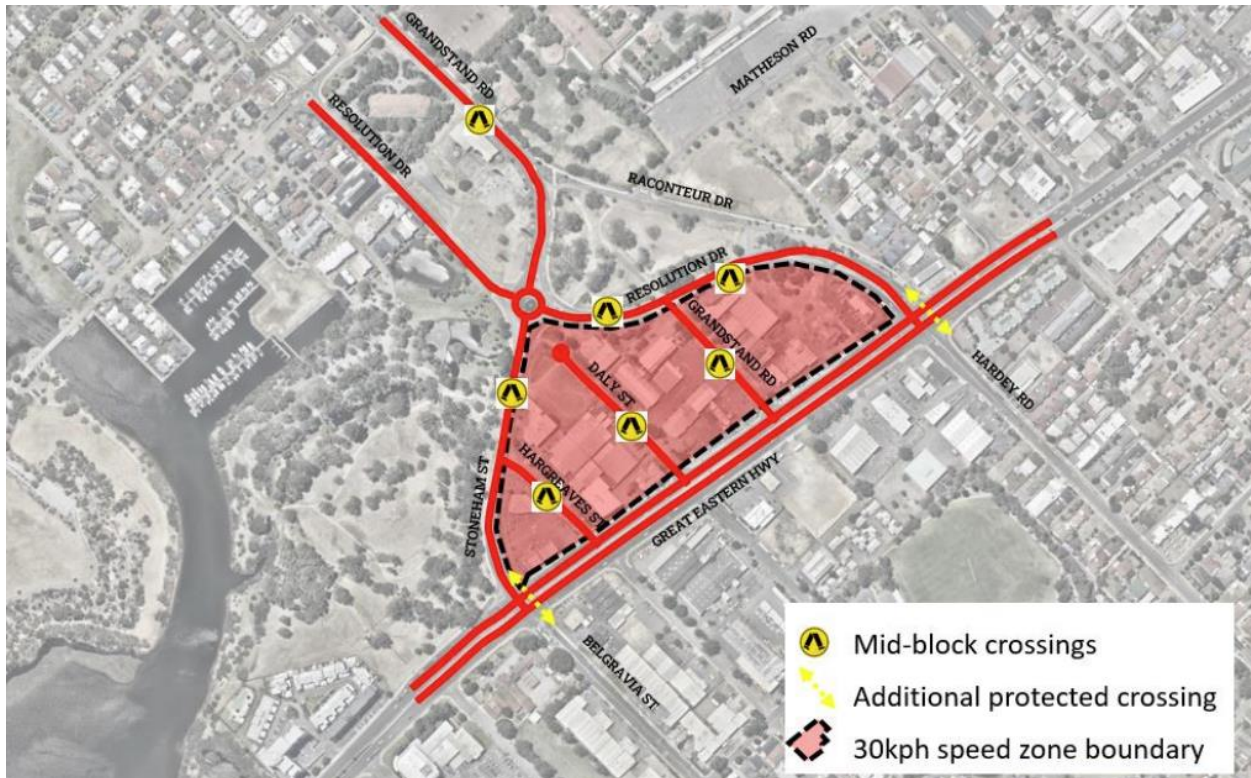 GRANDSTAND RD
MATHESON RD
RESOLUTION DR
RACONTEUR DR
RESOLUTION DR
GRANDSTAND RD
DALY ST
HARDEY RD
HARGREAVES ST
STONEHAM ST
GREAT EASTERN HWY
BELGRAVIA ST
Mid-block crossings
Additional protected crossing
30kph speed zone boundary